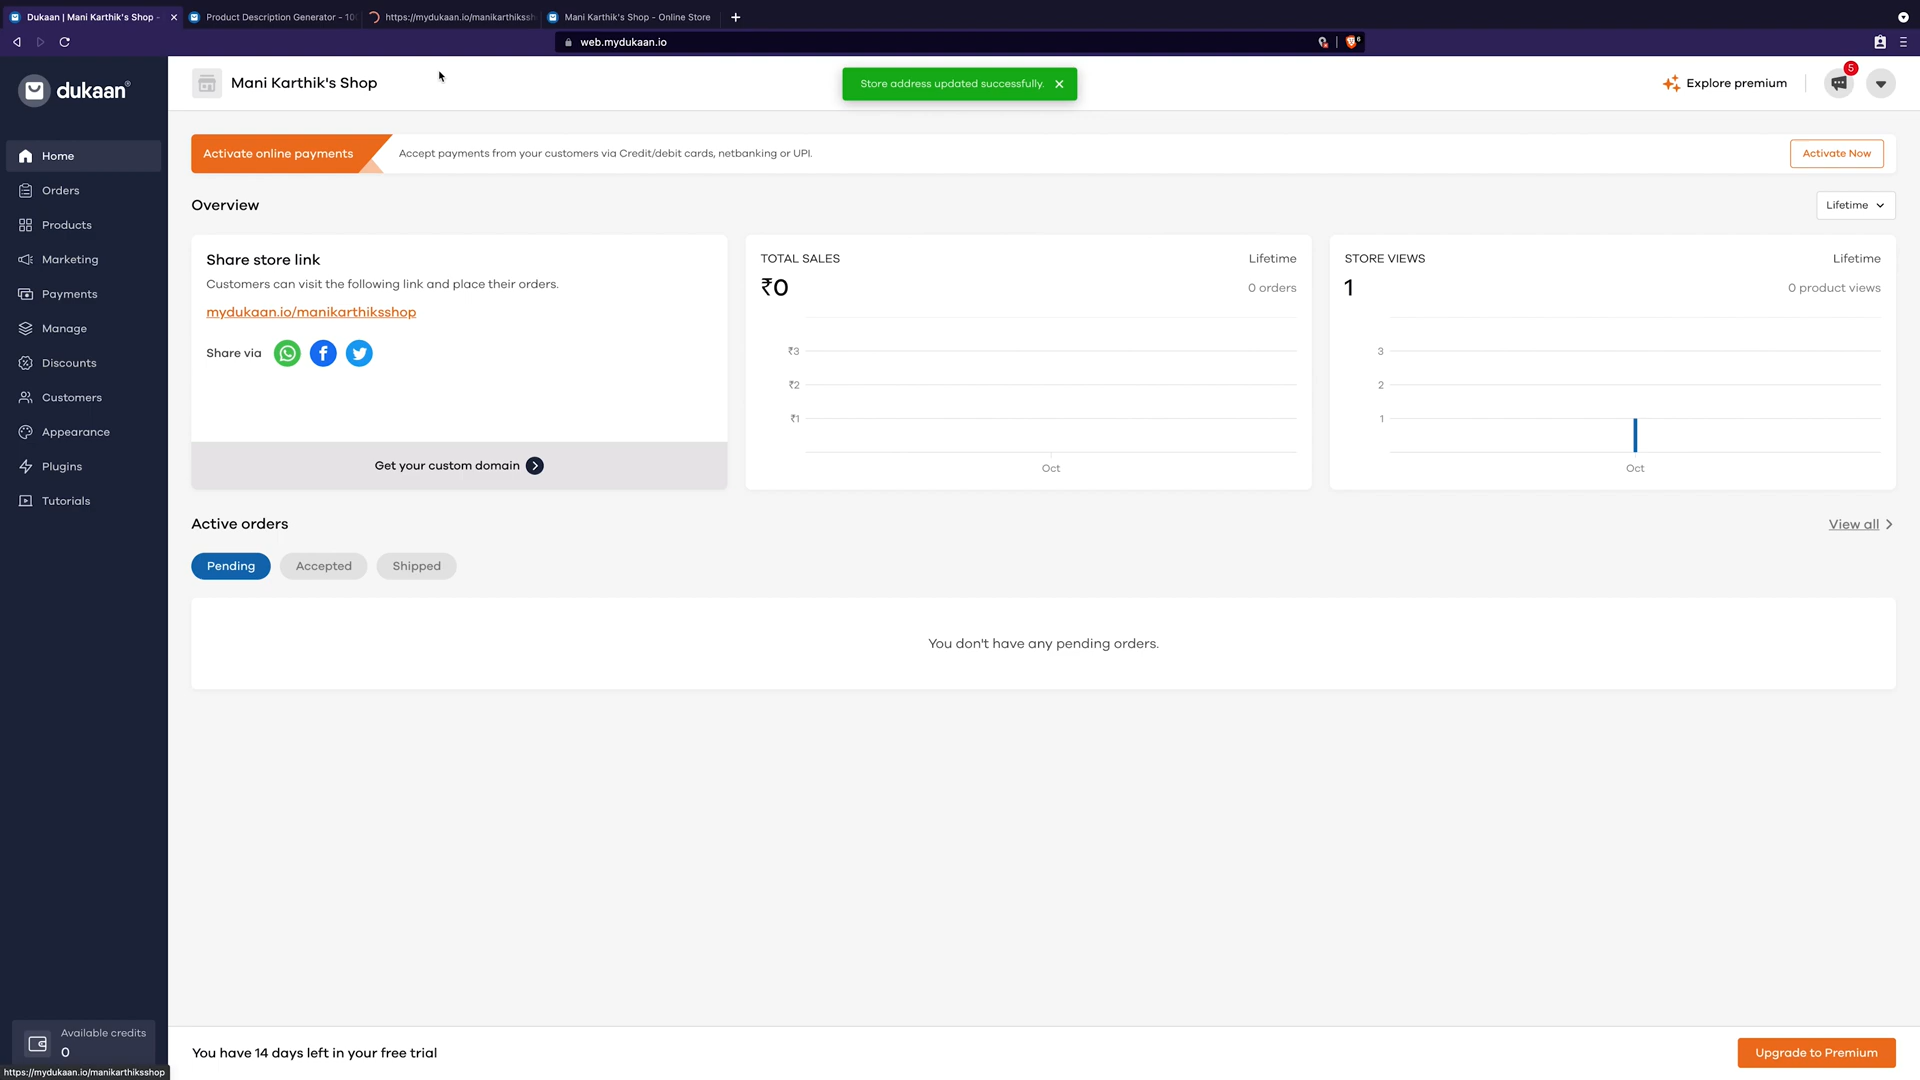 Dukaan | Mani Karthik's Shop -
Product Description Generator - 10
https://mydukaan.io/manikarthikssh
Mani Karthik's Shop - Online Store
web.mydukaan.io
6
dukaan
Mani Karthik's Shop
Store address updated successfully.
Explore premium
5
Home
Orders
Products
Marketing
Payments
Manage
Discounts
Customers
Appearance
Plugins
Tutorials
Activate online payments
Accept payments from your customers via Credit/debit cards, netbanking or UPI.
Activate Now
Overview
Lifetime
Share store link
Customers can visit the following link and place their orders.
mydukaan.io/manikarthiksshop
Share via
Get your custom domain
TOTAL SALES
Lifetime
₹0
0 orders
₹3
₹2
₹1
Oct
STORE VIEWS
Lifetime
1
0 product views
3
2
1
Oct
Active orders
View all
Pending
Accepted
Shipped
You don't have any pending orders.
Available credits
0
https://mydukaan.io/manikarthiksshop
You have 14 days left in your free trial
Upgrade to Premium